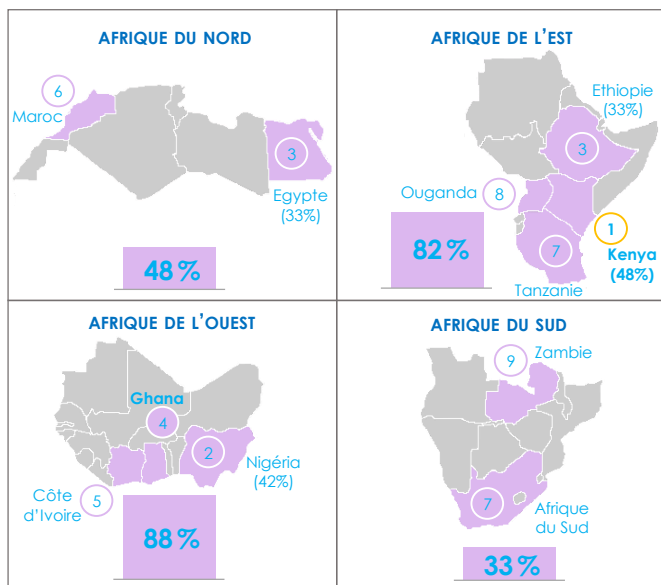 AFRIQUE DU NORD
6
Maroc
3
Egypte
(33%)
48 %
AFRIQUE DE L’EST
Ethiopie
(33%)
3
Ouganda
8
1
Kenya
(48%)
82 %
7
Tanzanie
AFRIQUE DE L’OUEST
Ghana
4
2
Nigéria
(42%)
Côte
d’Ivoire
5
88 %
AFRIQUE DU SUD
9
Zambie
7
Afrique
du Sud
33 %